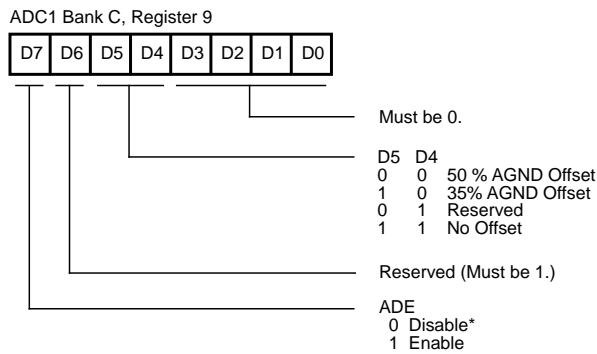 ADC1 Bank C, Register 9
D7 D6 D5 D4 D3 D2 D1 D0
Must be 0.
D5 D4
0 0 50 % AGND Offset
1 0 35% AGND Offset
0 1 Reserved
1 1 No Offset
Reserved (Must be 1.)
ADE
0 Disable*
1 Enable